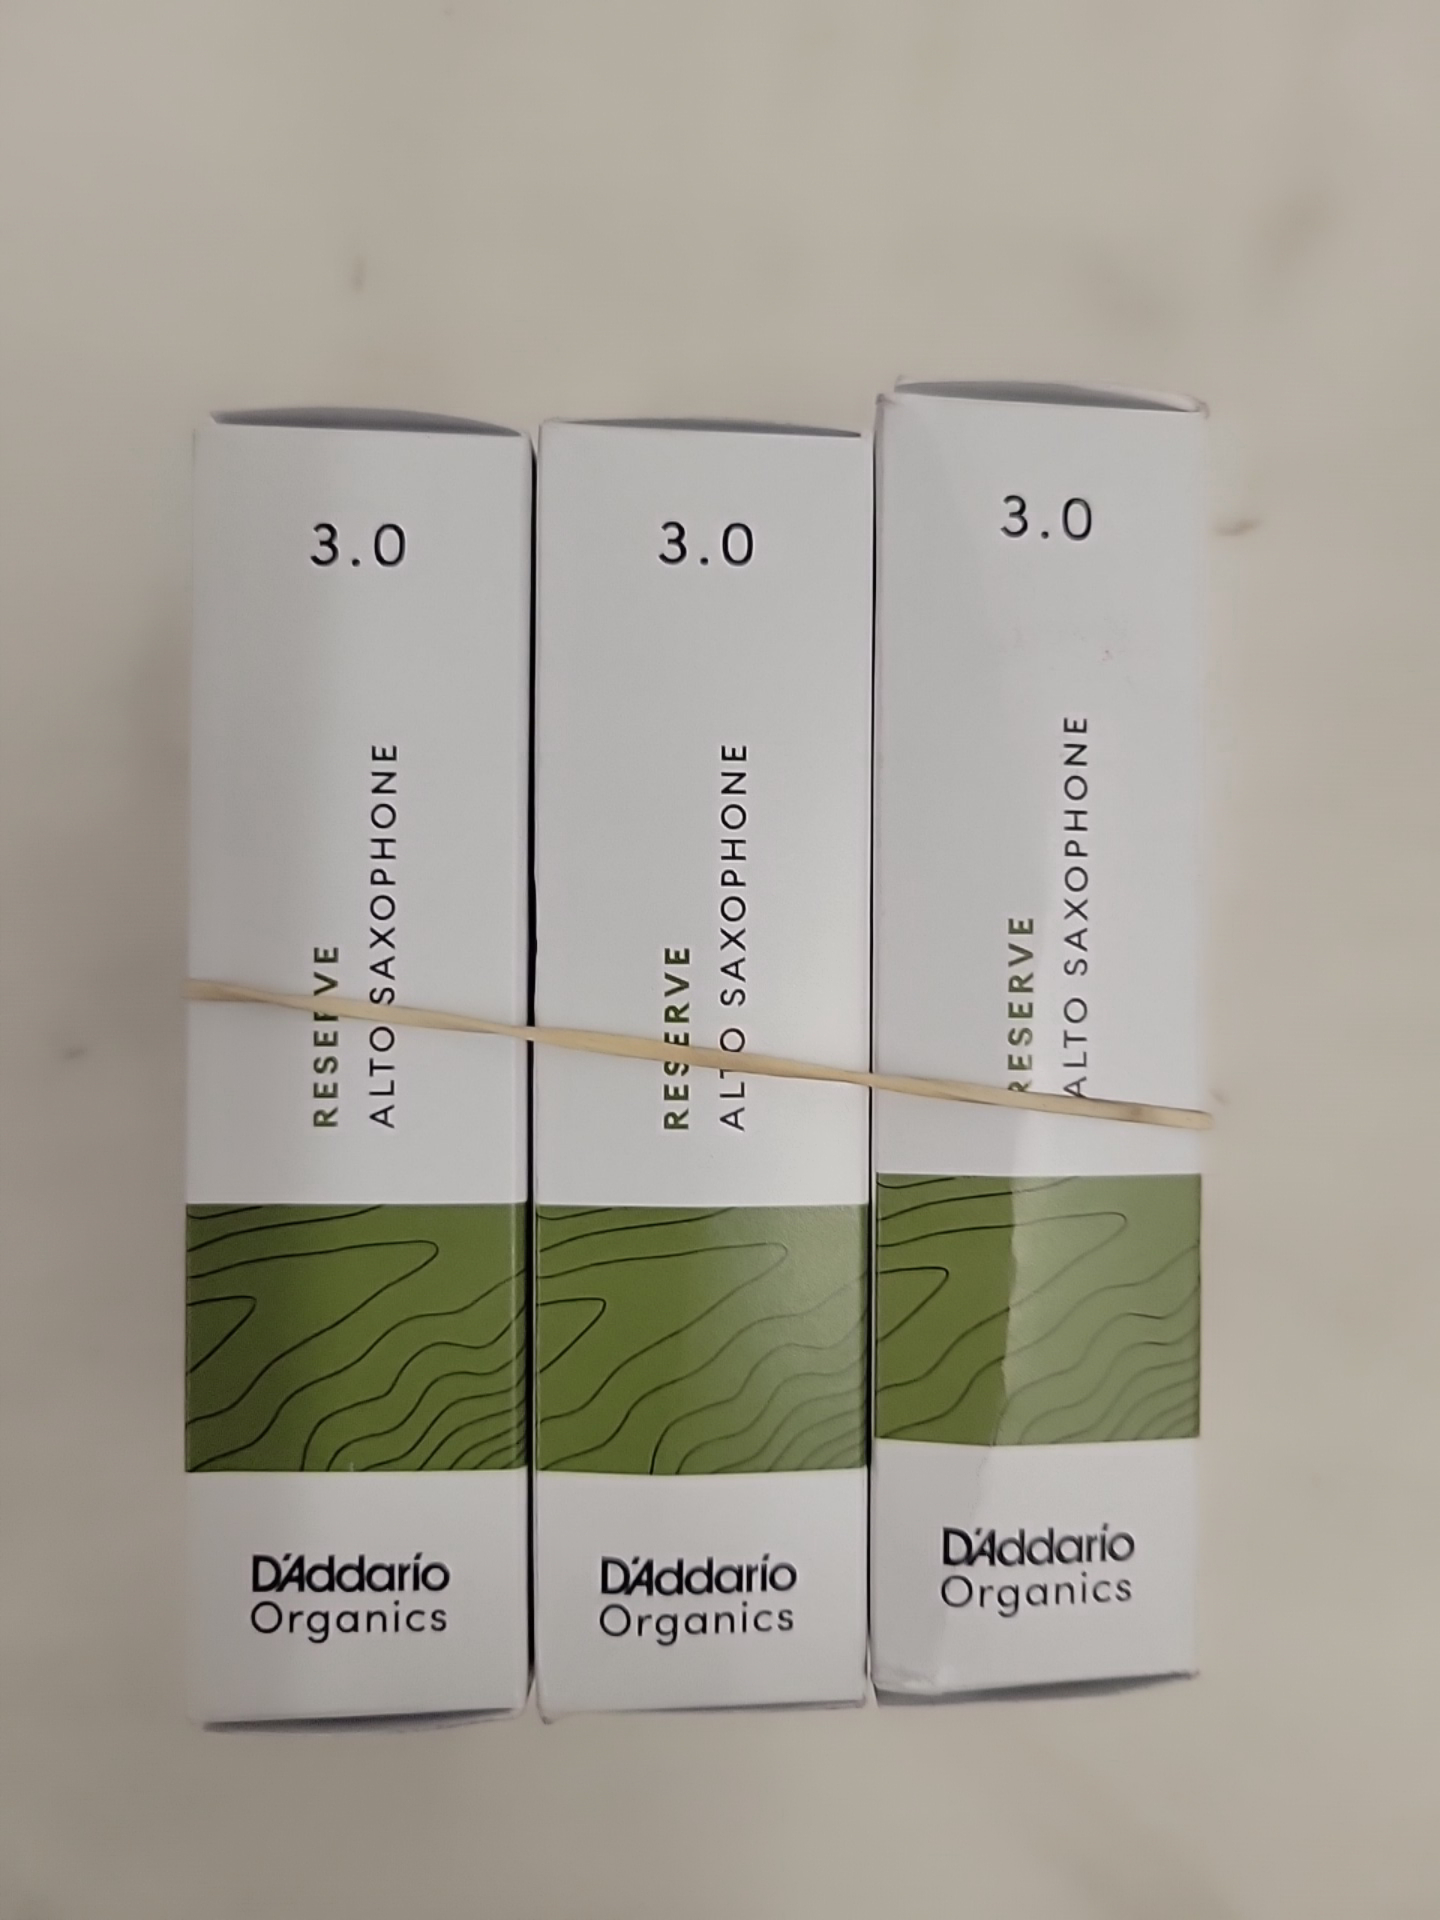 3.0
RESERVE
ALTO SAXOPHONE
D'Addario
Organics
3.0
RESERVE
ALTO SAXOPHONE
D'Addario
Organics
3.0
RESERVE
ALTO SAXOPHONE
D'Addario
Organics